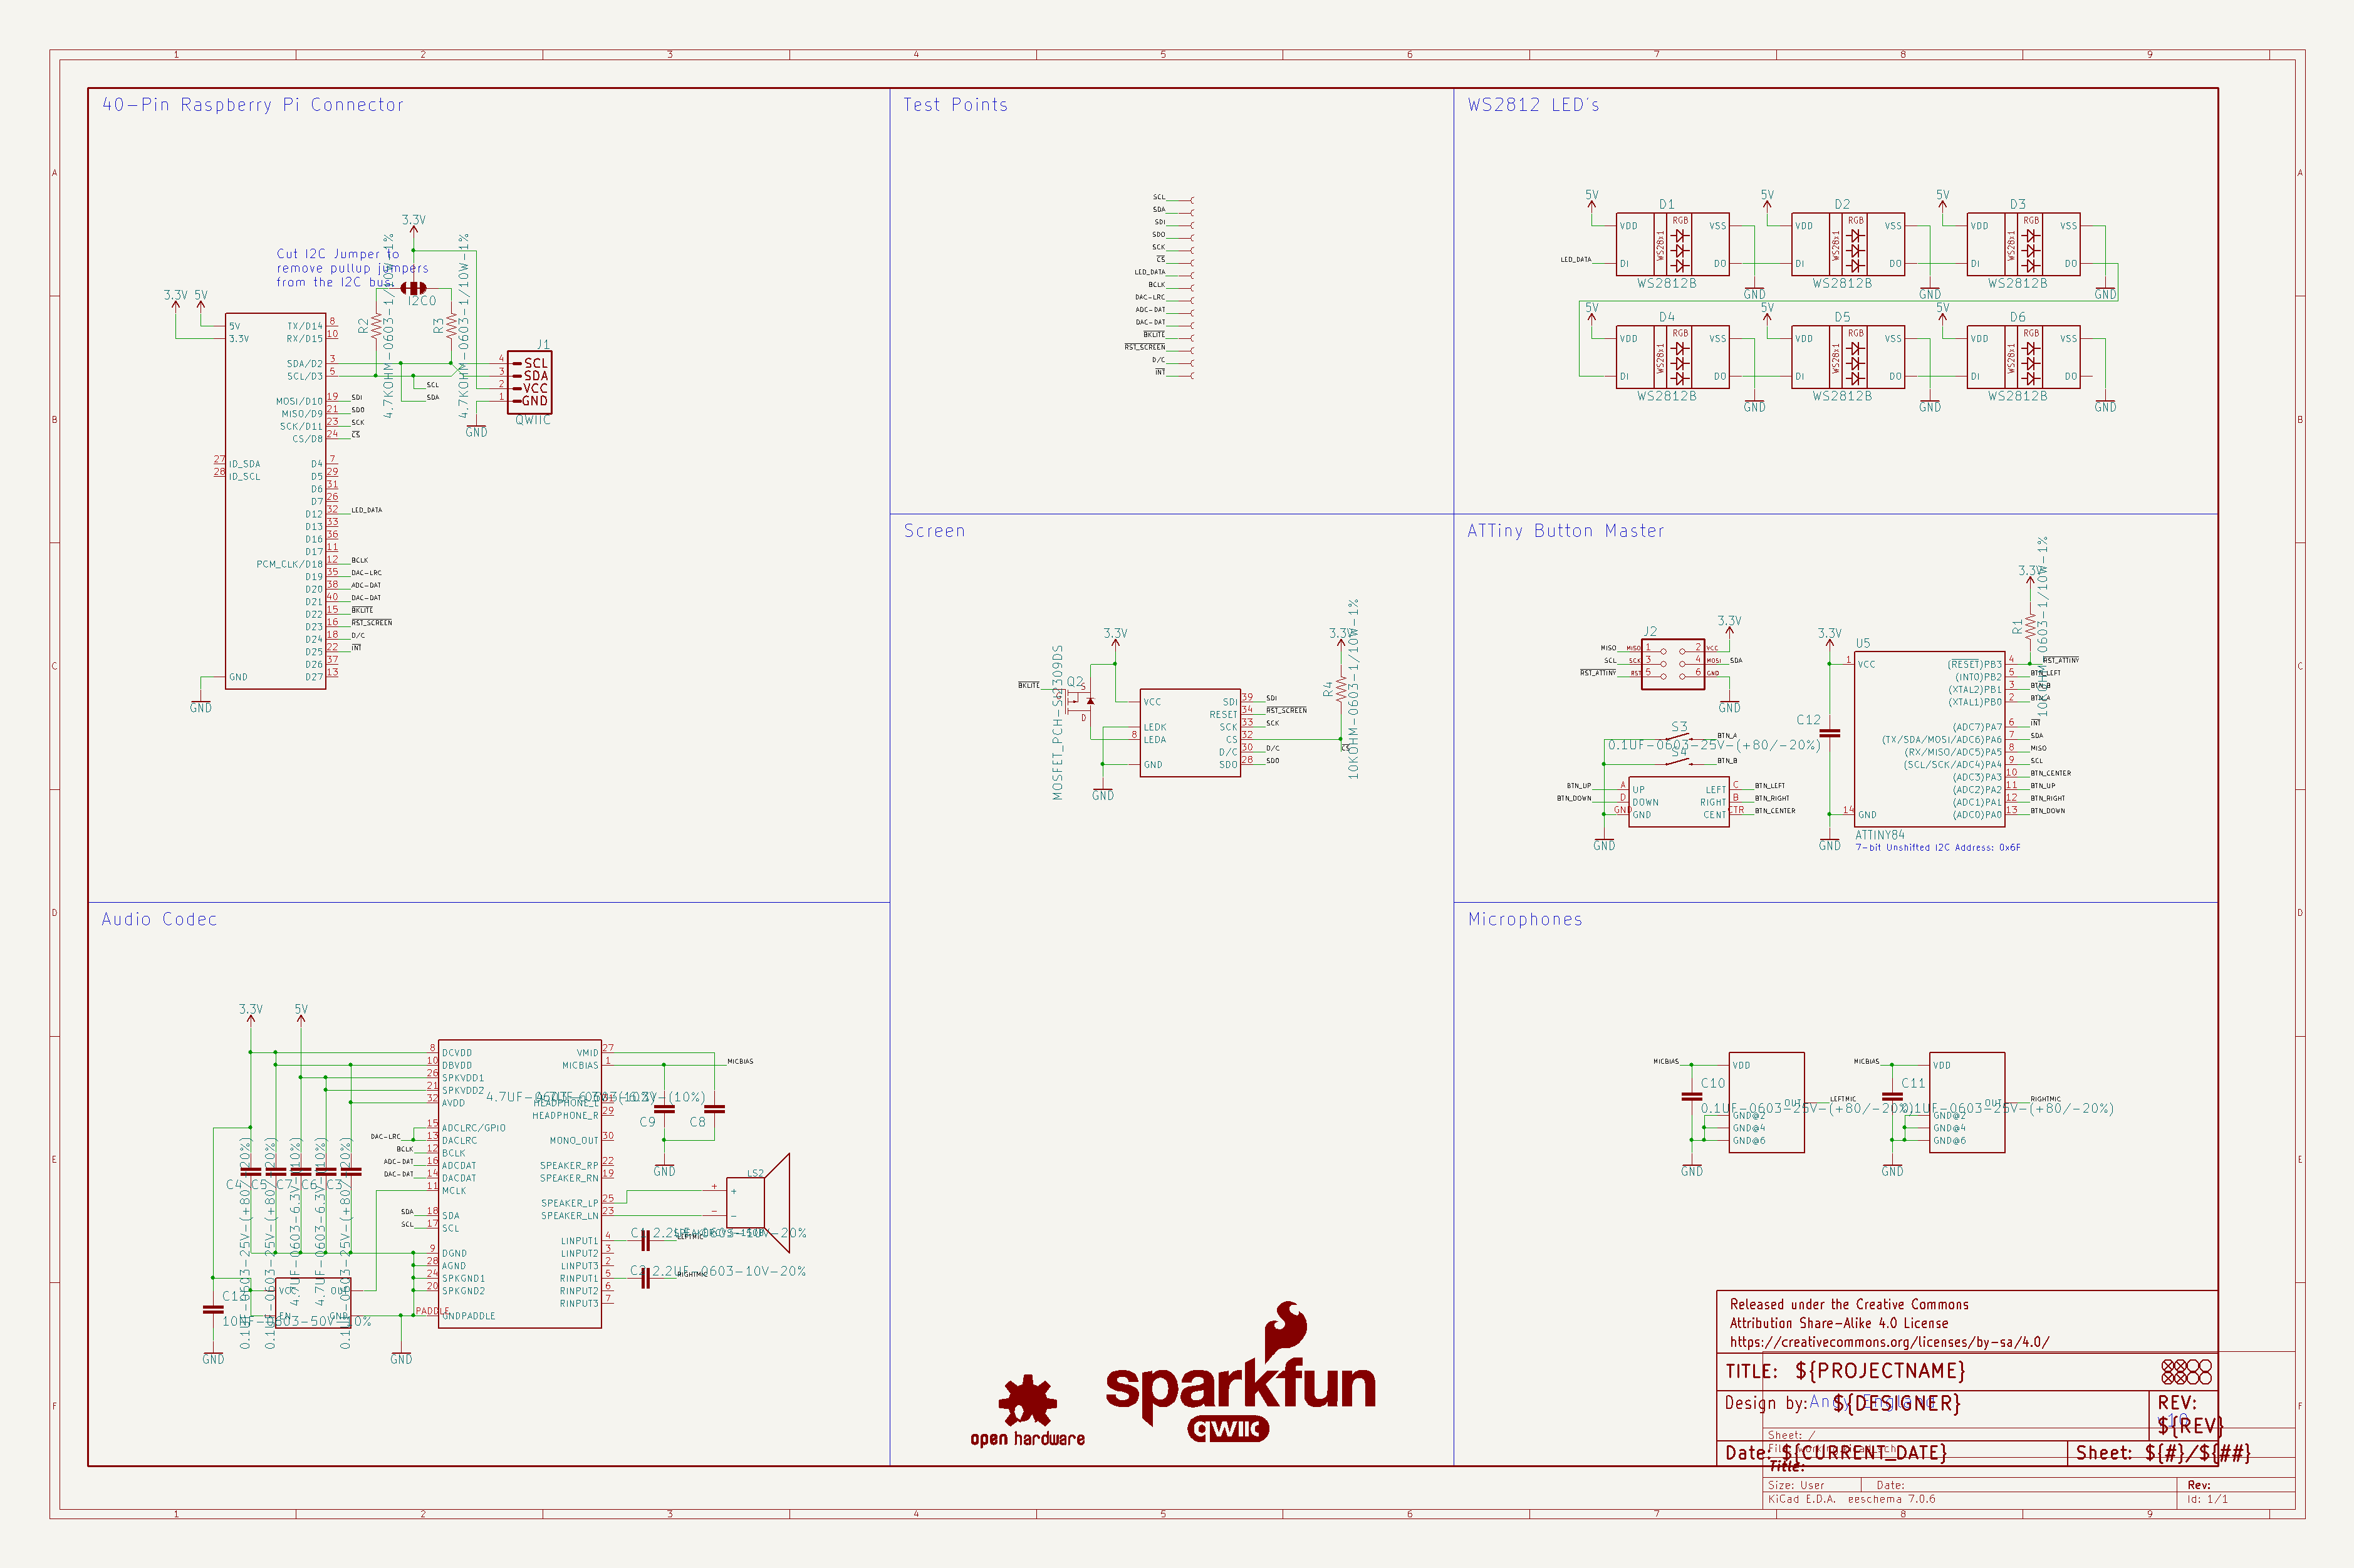 40-Pin Raspberry Pi Connector
3.3V
Cut I2C Jumper to
remove pullup jumpers
from the I2C bus.
I2C0
3.3V 5V
R2
4.7KOHM-0603-1/10W-1%
R3
4.7KOHM-0603-1/10W-1%
5V
3.3V
TX/D14 8
RX/D15 10
SDA/D2 3
SCL/D3 5
MOSI/D10 19 SDI
MISO/D9 21 SDO
SCK/D11 23 SCK
CS/D8 24 CS
27 ID_SDA
28 ID_SCL
D4 7
D5 29
D6 31
D7 26
D12 32 LED_DATA
D13 33
D16 36
D17 11
PCM_CLK/D18 12 BCLK
D19 35 DAC-LRC
D20 38 ADC-DAT
D21 40 DAC-DAT
D22 15 BKLITE
D23 16 RST_SCREEN
D24 18 D/C
D25 22 INT
D26 37
D27 13
GND
GND
SCL
SDA
J1
4 SCL
3 SDA
2 VCC
1 GND
QWIIC
GND
Test Points
SCL
SDA
SDI
SDO
SCK
CS
LED_DATA
BCLK
DAC-LRC
ADC-DAT
DAC-DAT
BKLITE
RST_SCREEN
D/C
INT
WS2812 LED's
5V D1 5V D2 5V D3
VDD WS28x1 RGB VSS VDD WS28x1 RGB VSS VDD WS28x1 RGB VSS
LED_DATA DI DO DI DO DI DO
WS2812B GND WS2812B GND WS2812B GND
5V D4 5V D5 5V D6
VDD WS28x1 RGB VSS VDD WS28x1 RGB VSS VDD WS28x1 RGB VSS
DI DO DI DO DI DO
WS2812B GND WS2812B GND WS2812B GND
Screen
3.3V
BKLITE
Q2
S
D
MOSFET_PCH-SI2309DS
VCC
LEDK
8 LEDA
GND
GND
SDI 39 SDI
RESET 34 RST_SCREEN
SCK 33 SCK
CS 32
D/C 30 D/C
SDO 28 SDO
3.3V
R4
10KOHM-0603-1/10W-1%
CS
ATTiny Button Master
J2
3.3V
MISO MISO 1 2 VCC
SCL SCK 3 4 MOSI SDA
RST_ATTINY RST 5 6 GND
GND
S3
BTN_A
0.1UF-0603-25V-(+80/-20%)
S4
BTN_B
BTN_UP A UP LEFT C BTN_LEFT
BTN_DOWN D DOWN RIGHT B BTN_RIGHT
GND GND CENT CTR BTN_CENTER
GND
3.3V
C12
GND
U5
1 VCC
14 GND
(RESET)PB3 4 RST_ATTINY
(INT0)PB2 5 BTN_LEFT
(XTAL2)PB1 3 BTN_B
(XTAL1)PB0 2 BTN_A
(ADC7)PA7 6 INT
(TX/SDA/MOSI/ADC6)PA6 7 SDA
(RX/MISO/ADC5)PA5 8 MISO
(SCL/SCK/ADC4)PA4 9 SCL
(ADC3)PA3 10 BTN_CENTER
(ADC2)PA2 11 BTN_UP
(ADC1)PA1 12 BTN_RIGHT
(ADC0)PA0 13 BTN_DOWN
ATTINY84
7-bit Unshifted I2C Address: 0x6F
3.3V
R1
10KOHM-0603-1/10W-1%
Audio Codec
3.3V 5V
8 DCVDD
10 DBVDD
26 SPKVDD1
21 SPKVDD2
32 AVDD
15 ADCLRC/GPIO
DAC-LRC 13 DACLRC
BCLK 12 BCLK
ADC-DAT 16 ADCDAT
DAC-DAT 14 DACDAT
11 MCLK
SDA 18 SDA
SCL 17 SCL
9 DGND
28 AGND
24 SPKGND1
20 SPKGND2
PADDLE GNDPADDLE
VMID 27
MICBIAS 1 MICBIAS
HEADPHONE_L
HEADPHONE_R 29
MONO_OUT 30
SPEAKER_RP 22
SPEAKER_RN 19
SPEAKER_LP 25
SPEAKER_LN 23
LINPUT1 4
LINPUT2 3
LINPUT3 2
RINPUT1 5
RINPUT2 6
RINPUT3 7
C9 C8
GND
LS2
+ +
- -
C1 2.2UF-0603-10V-20%
LEFTMIC
C2 2.2UF-0603-10V-20%
RIGHTMIC
C4 C5 C7 C6 C3
0.1UF-0603-25V-(+80/-20%)
0.1UF-0603-25V-(+80/-20%)
4.7UF-0603-6.3V-(10%)
4.7UF-0603-6.3V-(10%)
0.1UF-0603-25V-(+80/-20%)
VCC OUT
EN GND
10NF-0603-50V-10%
GND GND
Microphones
MICBIAS VDD
C10
OUT LEFTMIC
0.1UF-0603-25V-(+80/-20%)
GND@2
GND@4
GND@6
GND
MICBIAS VDD
C11
OUT RIGHTMIC
0.1UF-0603-25V-(+80/-20%)
GND@2
GND@4
GND@6
GND
open hardware
sparkfun
qwiic
Released under the Creative Commons
Attribution Share-Alike 4.0 License
https://creativecommons.org/licenses/by-sa/4.0/
TITLE: ${PROJECTNAME}
Design by: Andy England
${DESIGNER}
REV:
${REV}
Sheet: /
Date: ${CURRENT_DATE}
Sheet: ${#}/${##}
Title:
Size: User Date: Rev:
KiCad E.D.A. eeschema 7.0.6 Id: 1/1
1 2 3 4 5 6 7 8 9
1 2 3 4 5 6 7 8 9
A B C D E F
A B C D E F